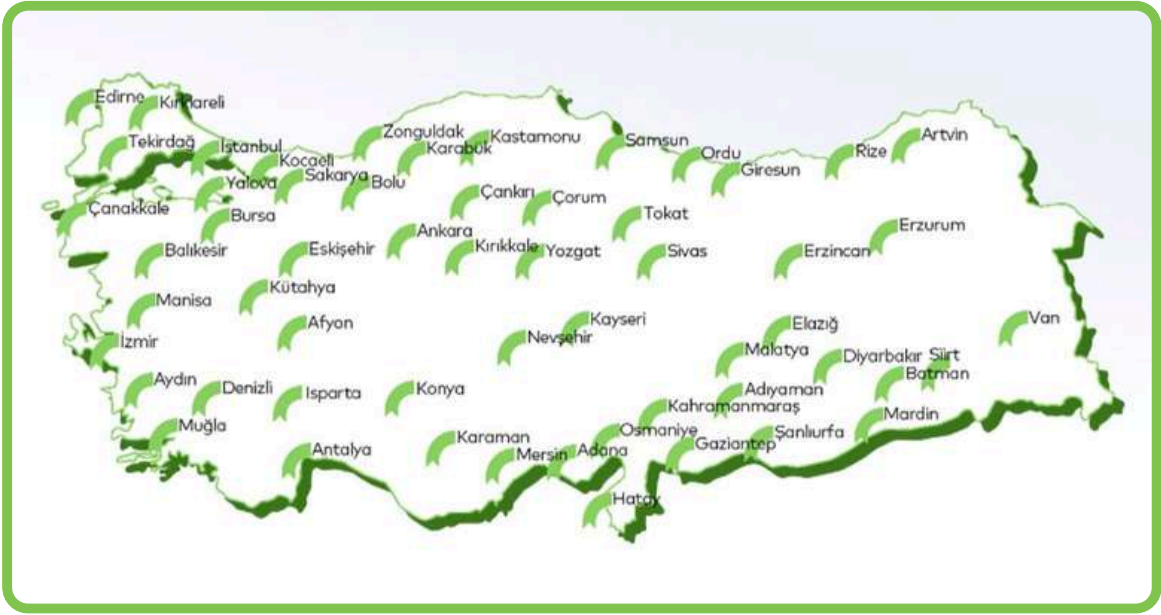 Edirne
Kırklareli
Tekirdağ
İstanbul
Kocaeli
Sakarya
Yalova
Zonguldak
Karabük
Kastamonu
Bolu
Samsun
Ordu
Giresun
Rize
Artvin
Çanakkale
Bursa
Çankırı
Çorum
Tokat
Ankara
Kırıkkale
Yozgat
Sivas
Erzincan
Erzurum
Balıkesir
Eskişehir
Kütahya
Manisa
Afyon
İzmir
Nevşehir
Kayseri
Elazığ
Malatya
Diyarbakır
Siirt
Batman
Van
Aydın
Denizli
Isparta
Konya
Adıyaman
Kahramanmaraş
Mardin
Muğla
Antalya
Karaman
Mersin
Adana
Osmaniye
Gaziantep
Şanlıurfa
Hatay